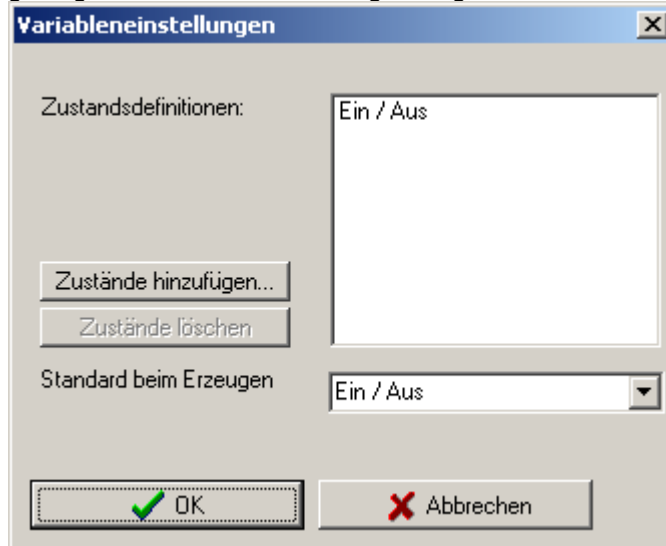 Variableneinstellungen
Zustandsdefinitionen:
Ein / Aus
Zustände hinzufügen...
Zustände löschen
Standard beim Erzeugen
Ein / Aus
OK
Abbrechen